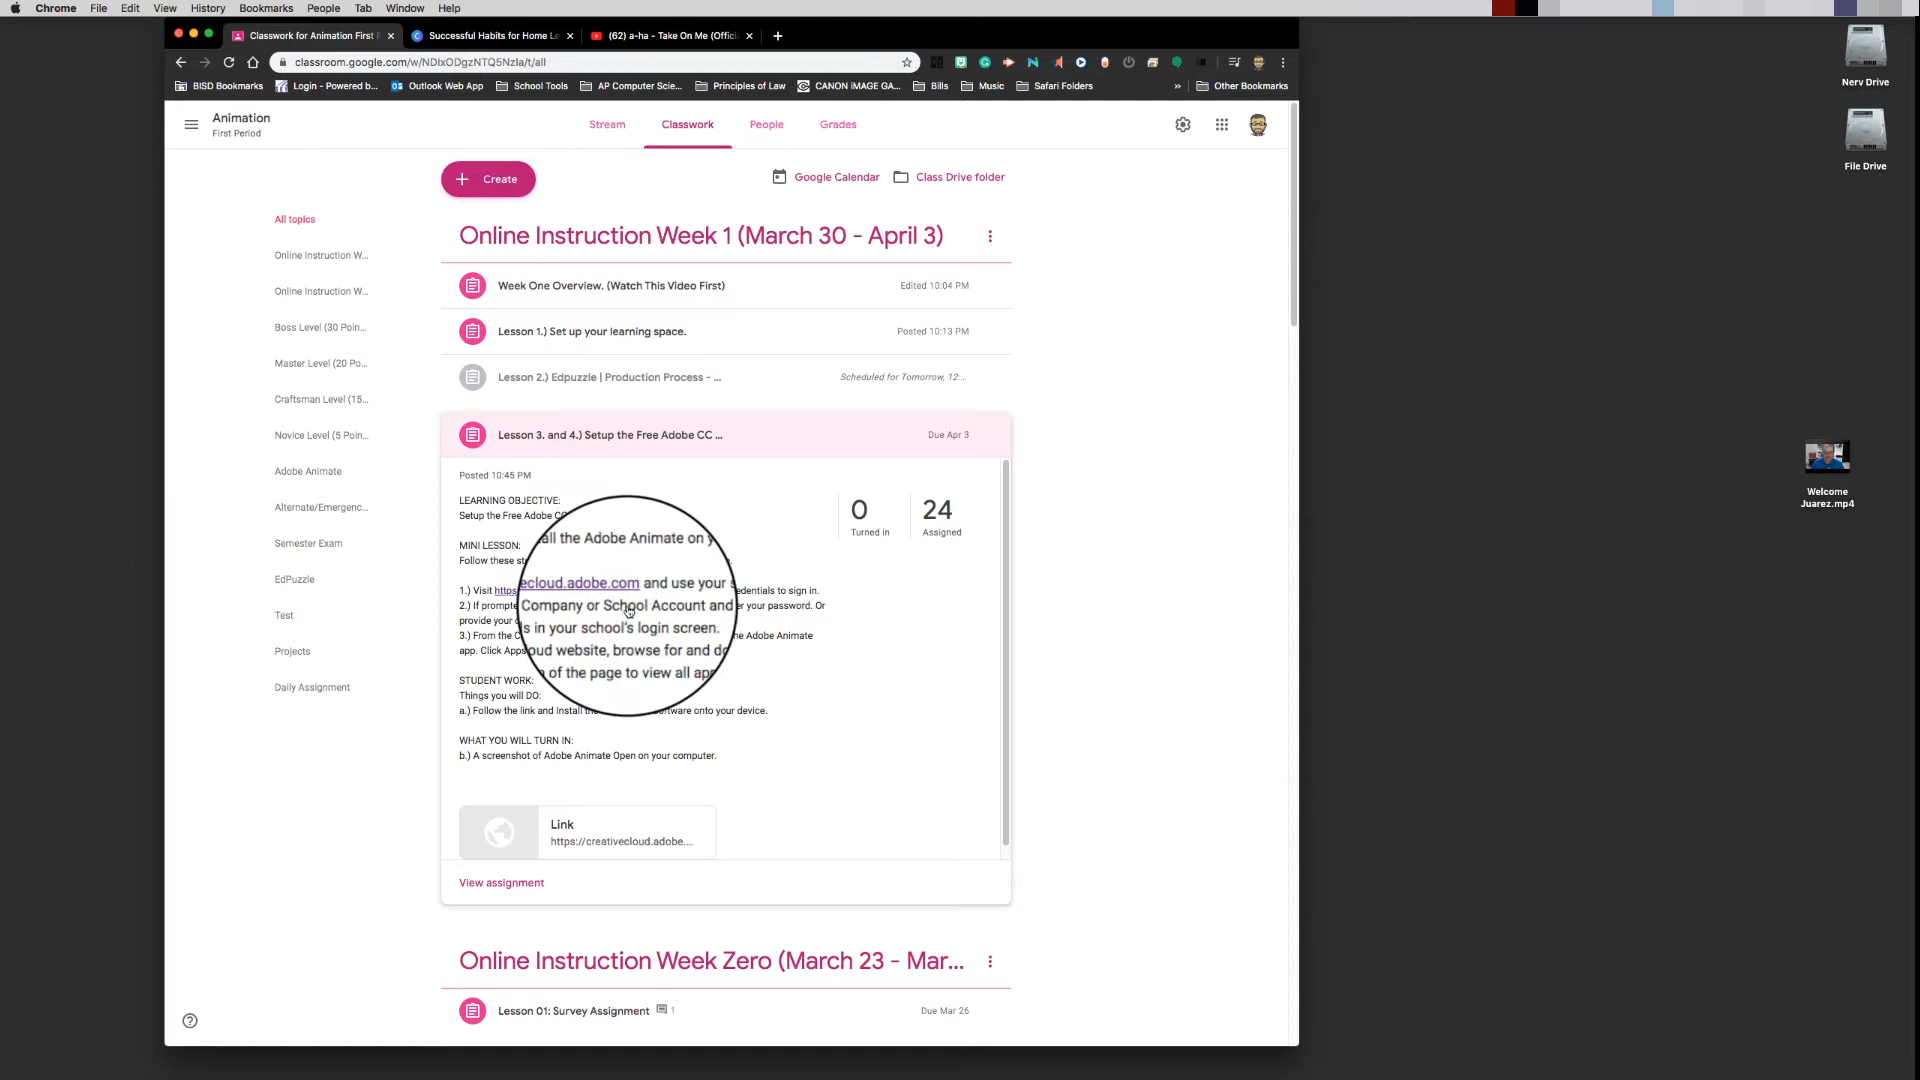 Chrome File Edit View History Bookmarks People Tab Window Help
Classwork for Animation First P
Successful Habits for Home Le
(62) a-ha - Take On Me (Offici
classroom.google.com/w/NDIxODgzNTQ5NzIa/t/all
BISD Bookmarks Login - Powered b... Outlook Web App School Tools AP Computer Scie... Principles of Law CANON iMAGE GA... Bills Music Safari Folders » Other Bookmarks
Animation
First Period
Stream Classwork People Grades
Create
Google Calendar Class Drive folder
All topics
Online Instruction W...
Online Instruction W...
Boss Level (30 Poin...
Master Level (20 Po...
Craftsman Level (15...
Novice Level (5 Poin...
Adobe Animate
Alternate/Emergenc...
Semester Exam
EdPuzzle
Test
Projects
Daily Assignment
Online Instruction Week 1 (March 30 - April 3)
Week One Overview. (Watch This Video First) Edited 10:04 PM
Lesson 1.) Set up your learning space. Posted 10:13 PM
Lesson 2.) Edpuzzle | Production Process - ... Scheduled for Tomorrow, 12:...
Lesson 3. and 4.) Setup the Free Adobe CC ... Due Apr 3
Posted 10:45 PM
LEARNING OBJECTIVE:
Setup the Free Adobe CC
0 Turned in
24 Assigned
MINI LESSON:
Follow these st
all the Adobe Animate on y
1.) Visit https ecloud.adobe.com and use your s edentials to sign in.
2.) If prompte Company or School Account and er your password. Or
provide your ls in your school's login screen.
3.) From the C oud website, browse for and do he Adobe Animate
app. Click Apps of the page to view all app
STUDENT WORK:
Things you will DO:
a.) Follow the link and Install the software onto your device.
WHAT YOU WILL TURN IN:
b.) A screenshot of Adobe Animate Open on your computer.
Link
https://creativecloud.adobe....
View assignment
Online Instruction Week Zero (March 23 - Mar...
Lesson 01: Survey Assignment 1 Due Mar 26
Nerv Drive
File Drive
Welcome
Juarez.mp4